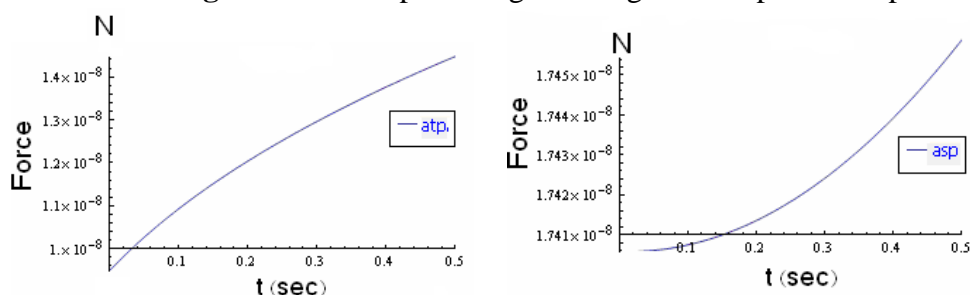 N
1.4×10⁻⁸
1.3×10⁻⁸
1.2×10⁻⁸
1.1×10⁻⁸
1.×10⁻⁸
Force
atp.
0.1 0.2 0.3 0.4 0.5
t (sec)
N
1.745×10⁻⁸
1.744×10⁻⁸
1.743×10⁻⁸
1.742×10⁻⁸
1.741×10⁻⁸
Force
asp
0.1 0.2 0.3 0.4 0.5
t (sec)